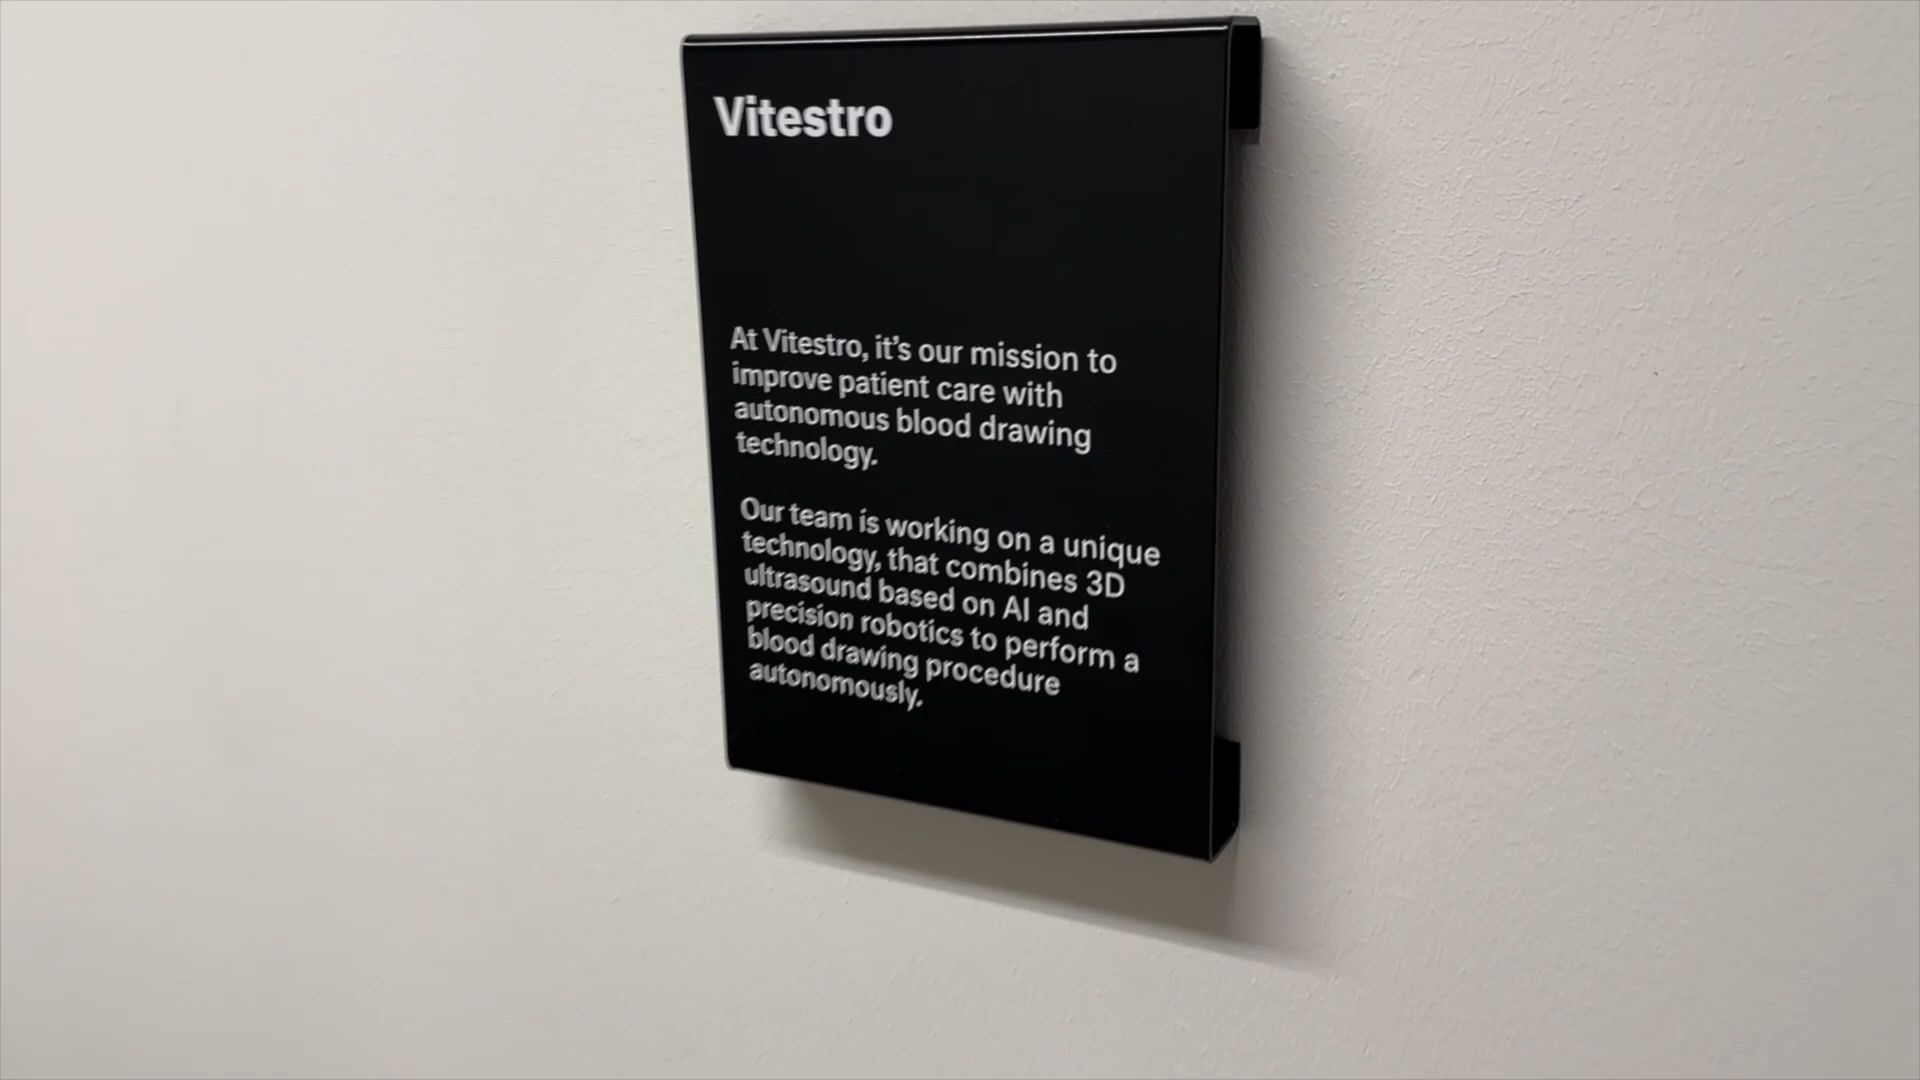 Vitestro
At Vitestro, it's our mission to
improve patient care with
autonomous blood drawing
technology.
Our team is working on a unique
technology, that combines 3D
ultrasound based on AI and
precision robotics to perform a
blood drawing procedure
autonomously.